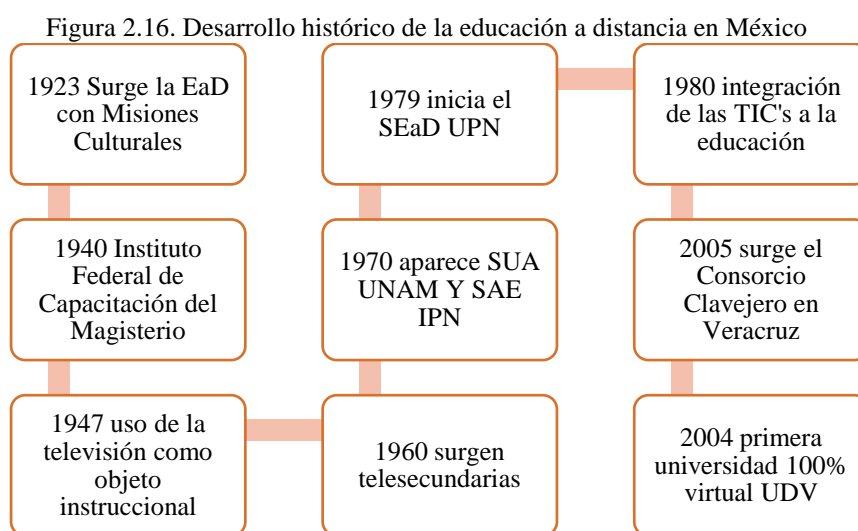 Figura 2.16. Desarrollo histórico de la educación a distancia en México
1923 Surge la EaD
con Misiones
Culturales
1940 Instituto
Federal de
Capacitación del
Magisterio
1947 uso de la
televisión como
objeto
instruccional
1960 surgen
telesecundarias
1970 aparece SUA
UNAM Y SAE
IPN
1979 inicia el
SEaD UPN
1980 integración
de las TIC's a la
educación
2005 surge el
Consorcio
Clavejero en
Veracruz
2004 primera
universidad 100%
virtual UDV